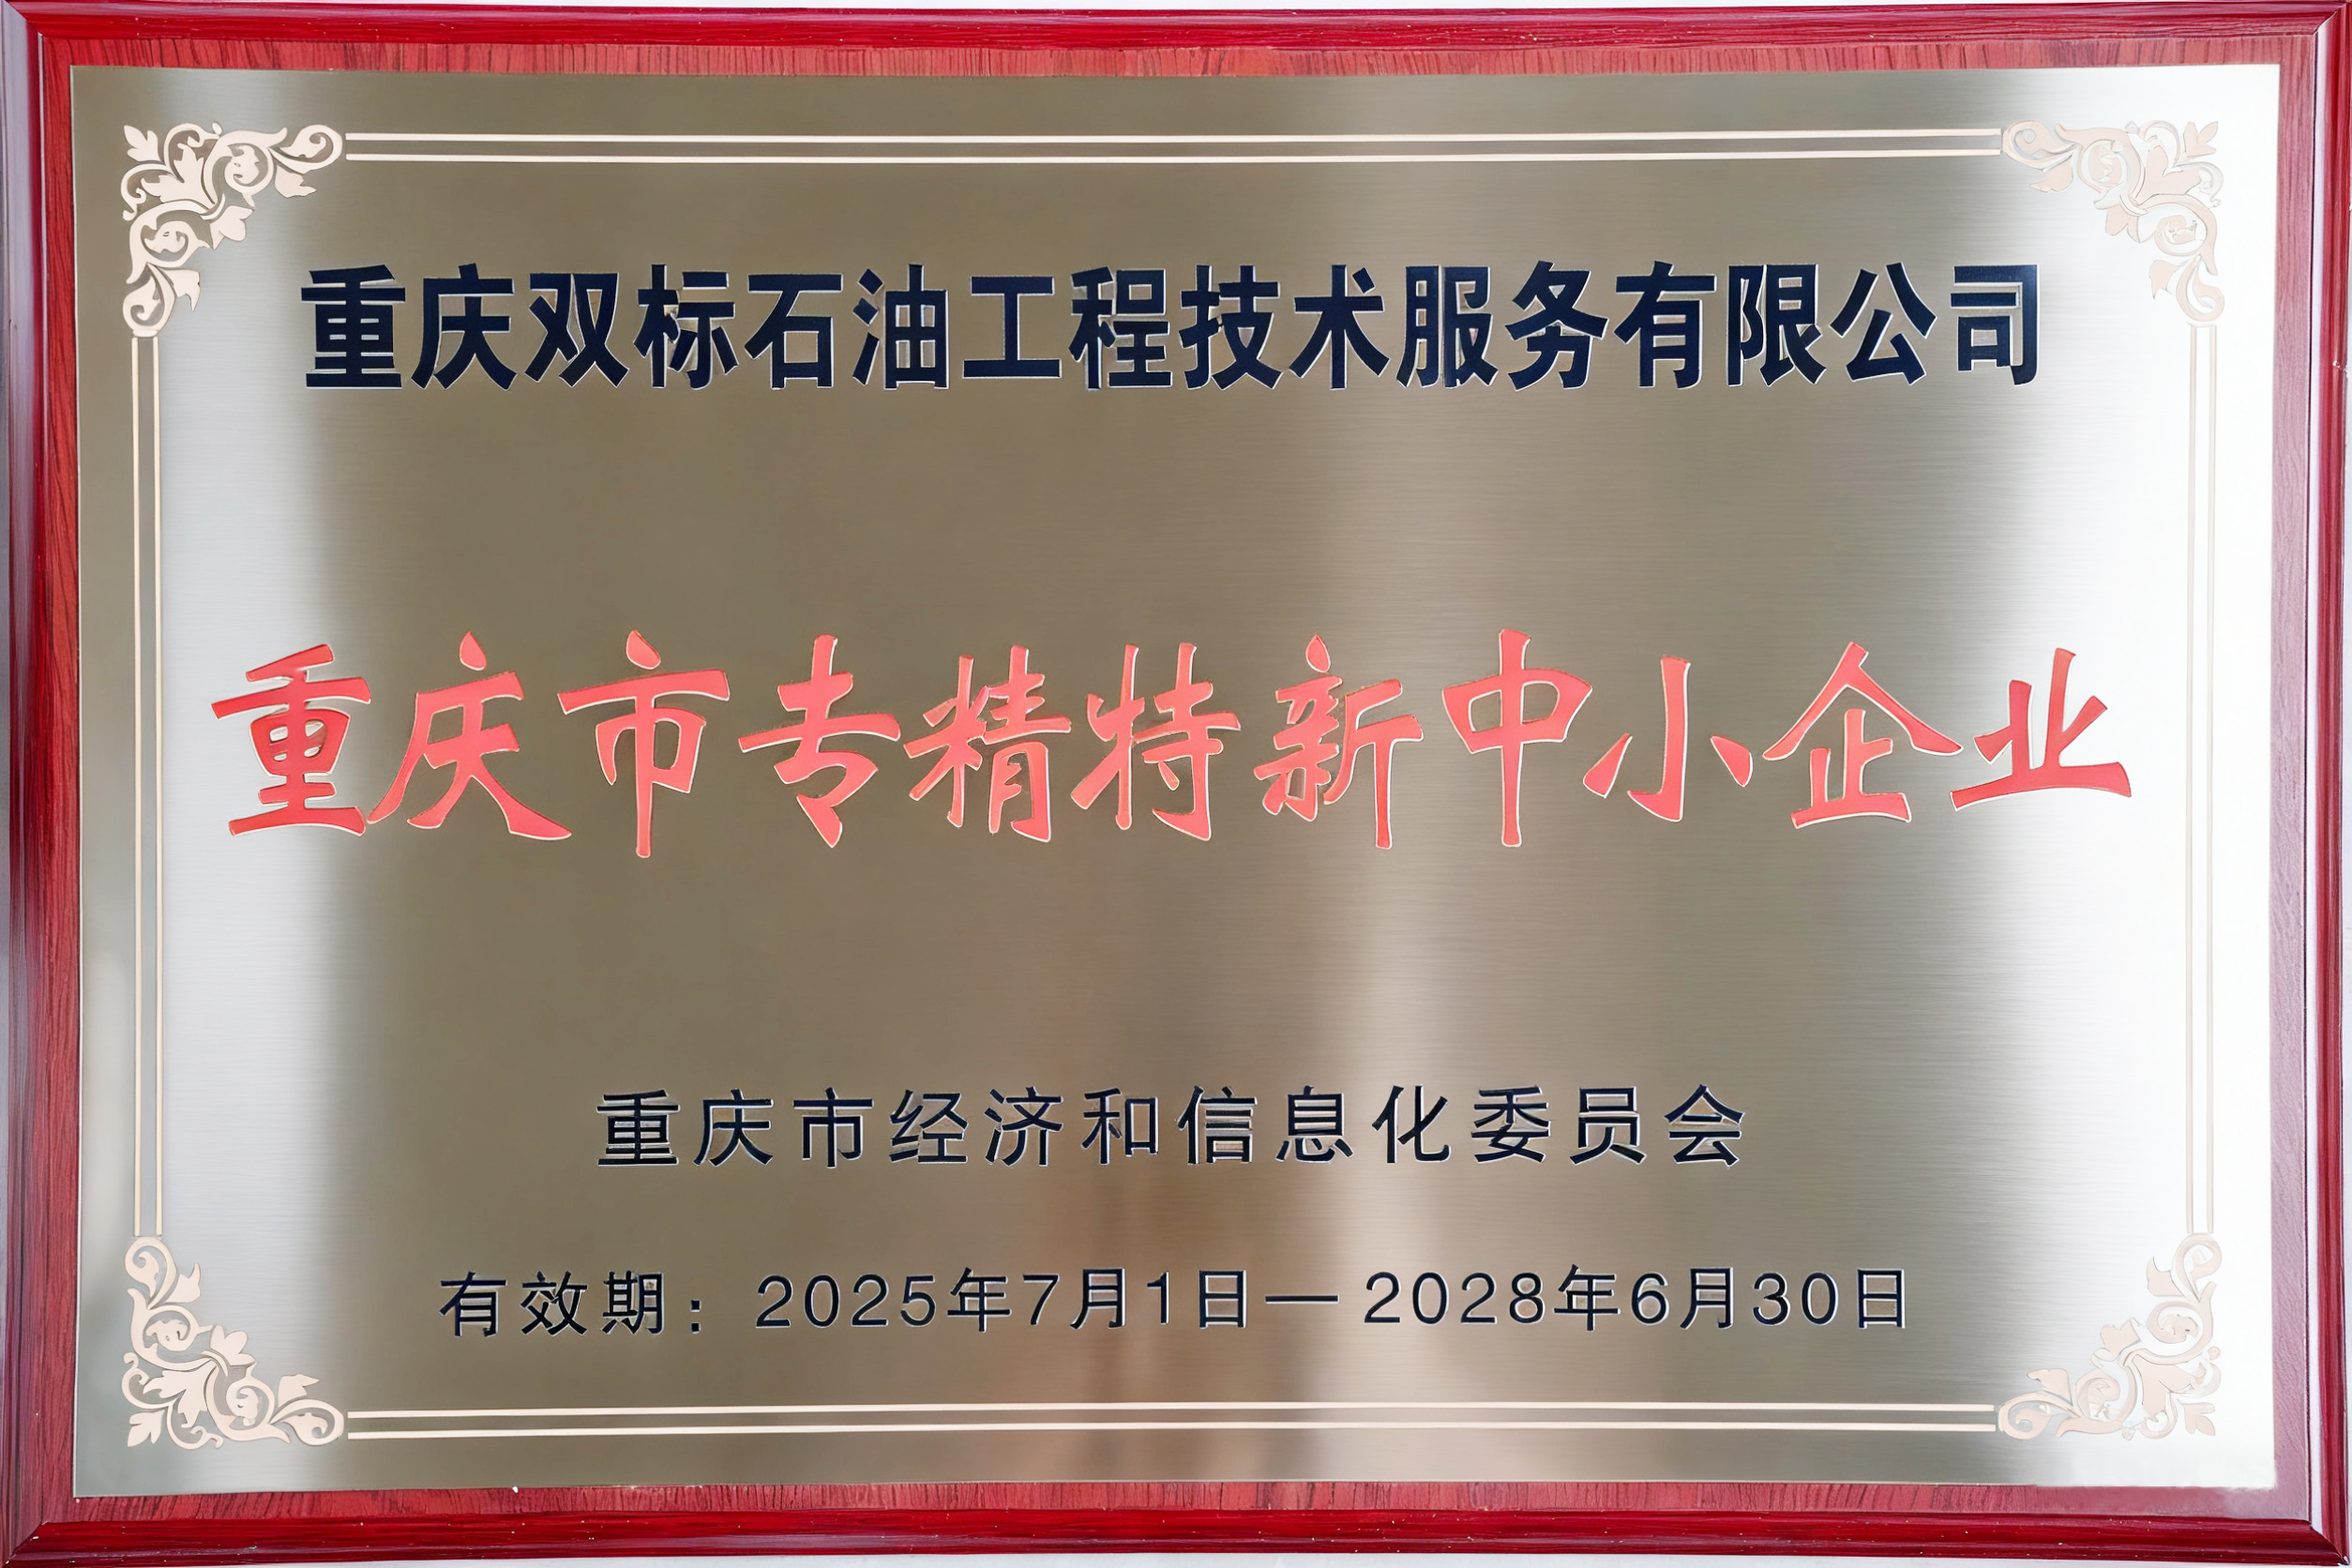 重庆双标石油工程技术服务有限公司
重庆市专精特新中小企业
重庆市经济和信息化委员会
有效期：2025年7月1日—2028年6月30日